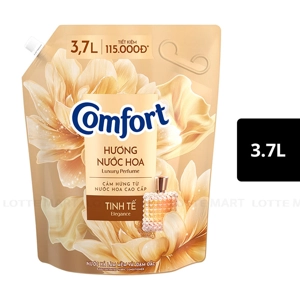 3,7L
TIẾT KIỆM
115.000Đ
Comfort
HƯƠNG
NƯỚC HOA
Luxury Perfume
CẢM HỨNG TỪ
NƯỚC HOA CAO CẤP
TINH TẾ
Elegance
3.7L
LOTTE MART